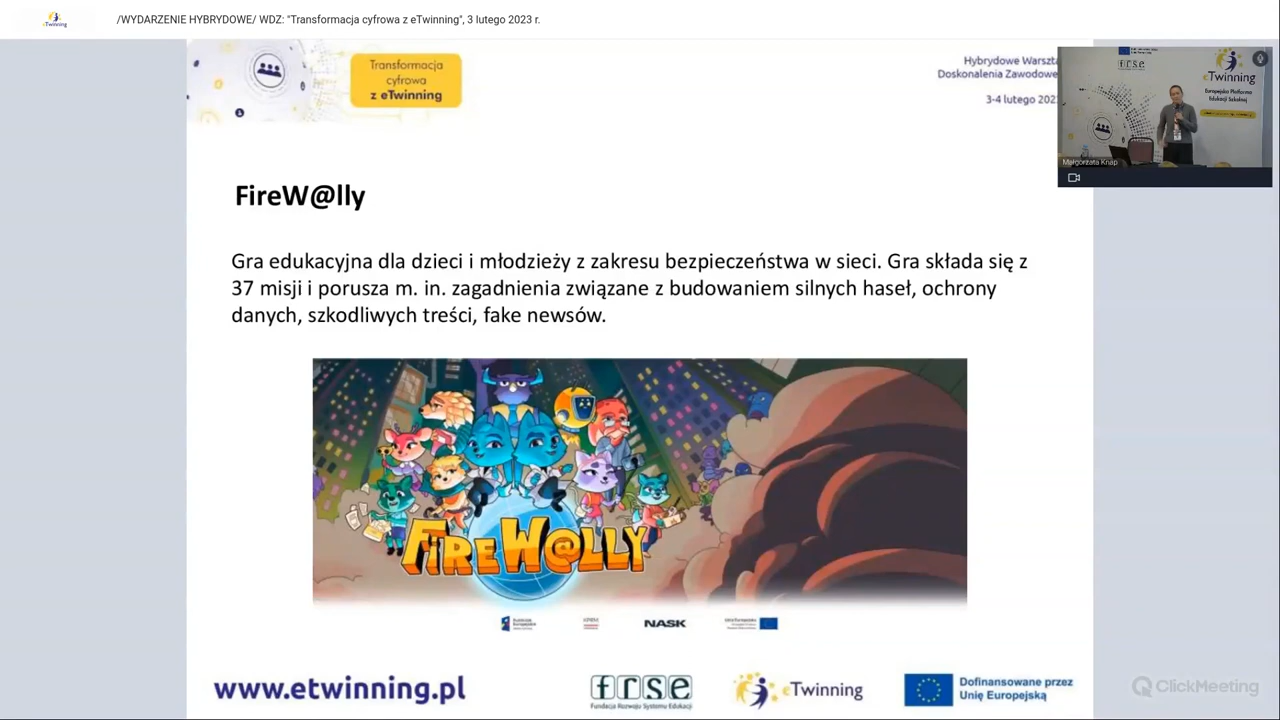 /WYDARZENIE HYBRYDOWE/ WDZ: "Transformacja cyfrowa z eTwinning", 3 lutego 2023 r.
eTwinning
Transformacja
cyfrowa
z eTwinning
Hybrydowe Warszta
Doskonalenia Zawodowe
3-4 lutego 202
frse
eTwinning
Europejska Platforma
Edukacji Szkolnej
Małgorzata Knap
FireW@lly
Gra edukacyjna dla dzieci i młodzieży z zakresu bezpieczeństwa w sieci. Gra składa się z
37 misji i porusza m. in. zagadnienia związane z budowaniem silnych haseł, ochrony
danych, szkodliwych treści, fake newsów.
FIREW@LLY
NASK
www.etwinning.pl
frse
Fundacja Rozwoju Systemu Edukacji
eTwinning
Dofinansowane przez
Unię Europejską
ClickMeeting